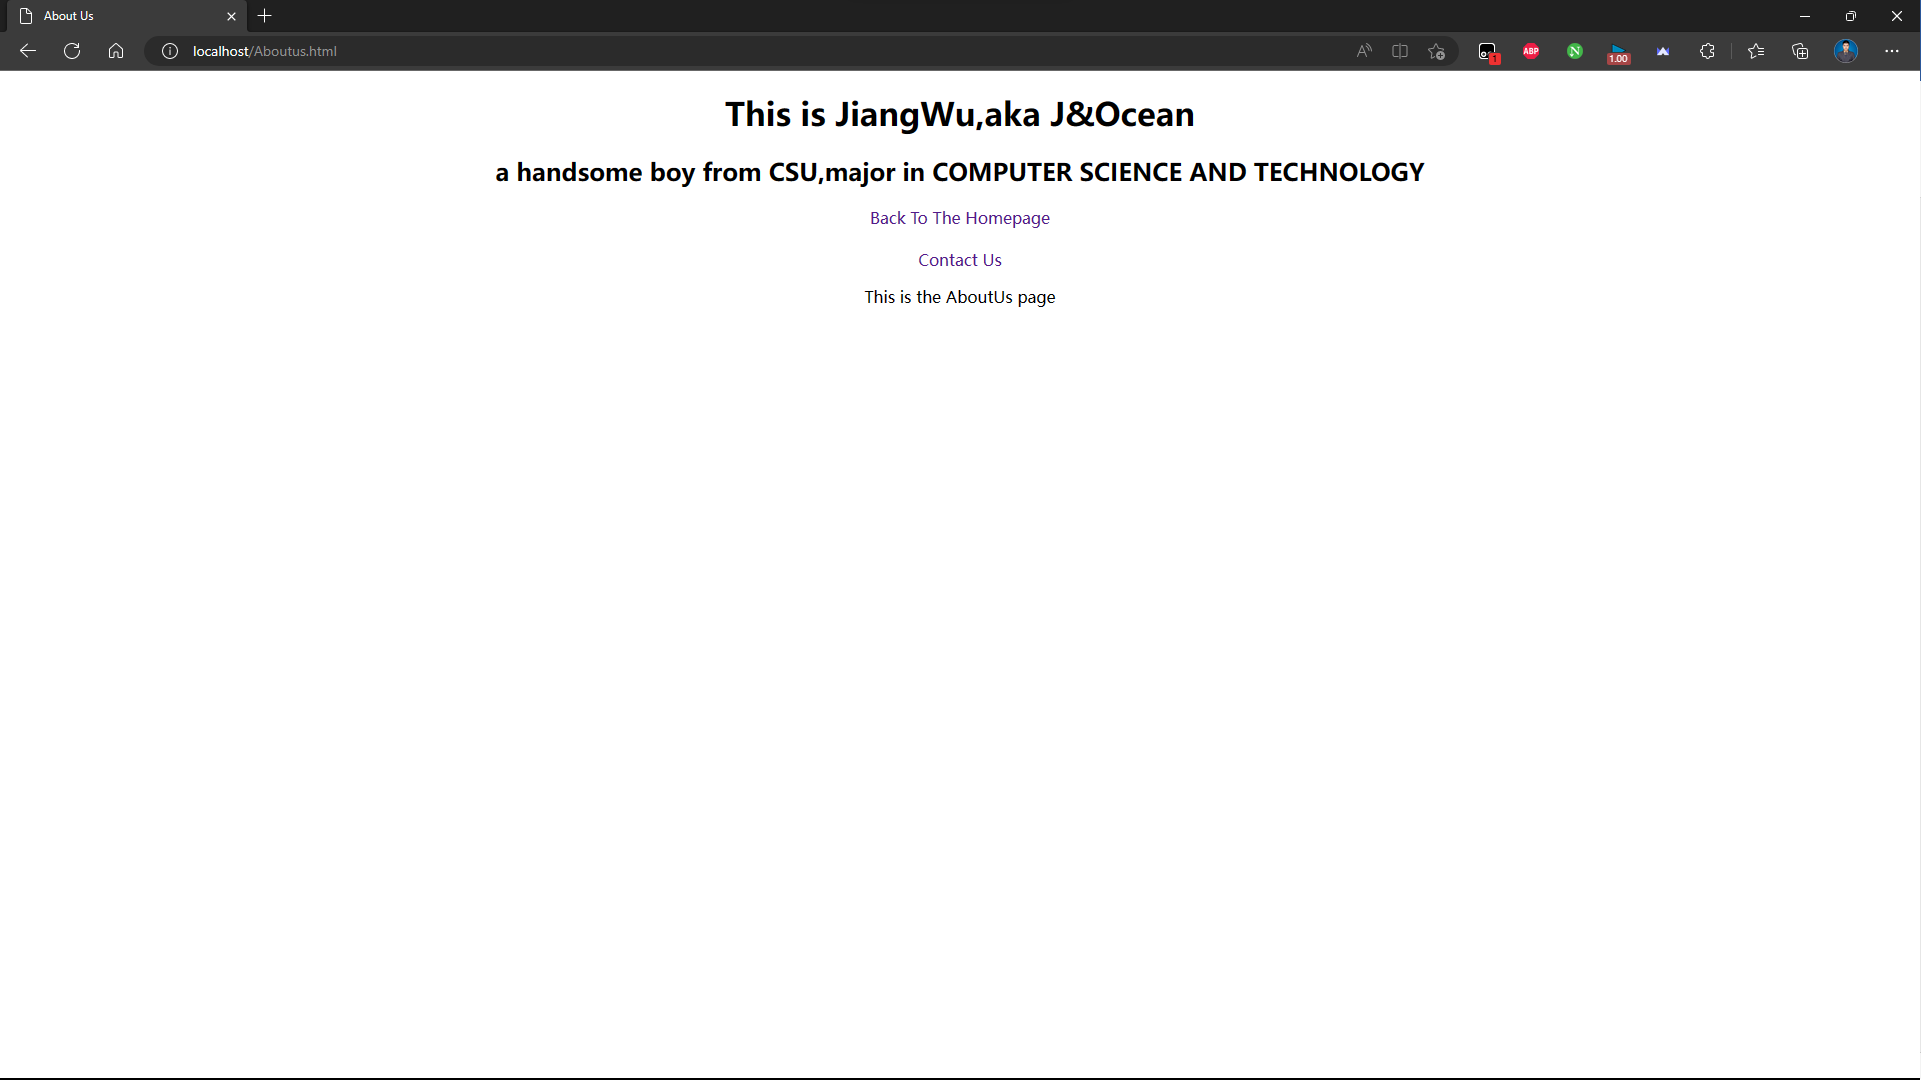 About Us
localhost/Aboutus.html
ABP
N
1
1.00
This is JiangWu,aka J&Ocean
a handsome boy from CSU,major in COMPUTER SCIENCE AND TECHNOLOGY
Back To The Homepage
Contact Us
This is the AboutUs page